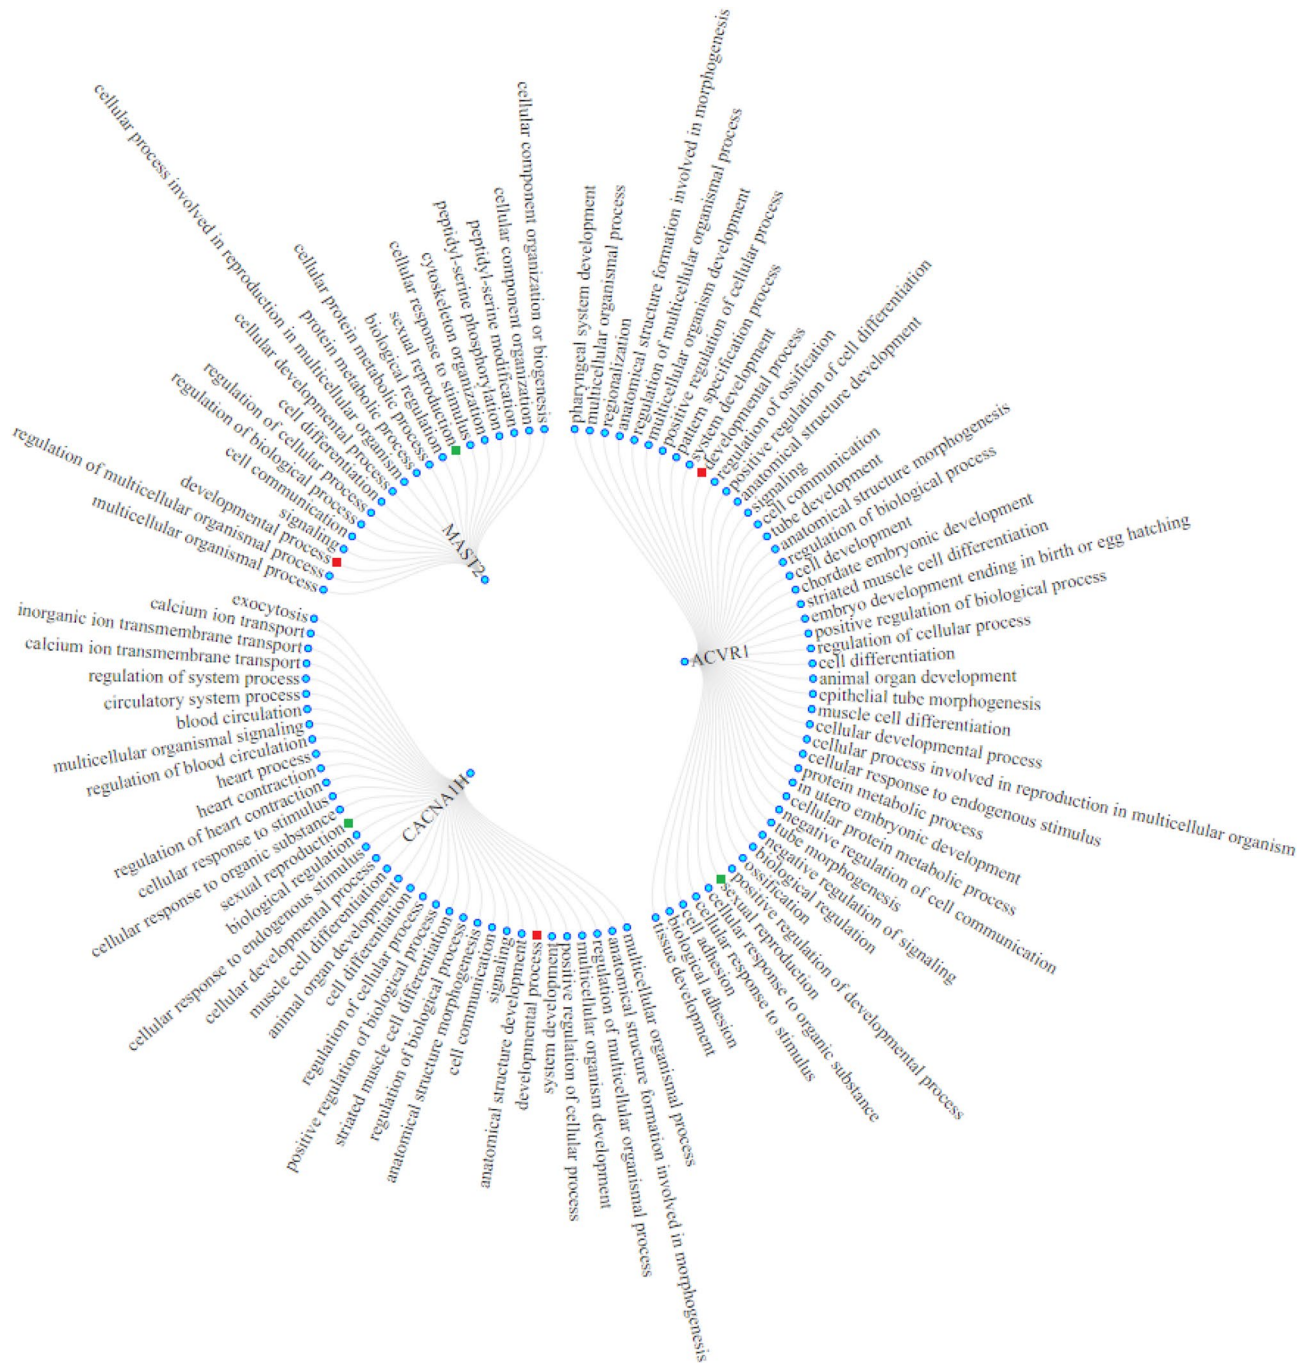 pharyngeal system development
multicellular organismal process
regionalization
anatomical structure formation involved in morphogenesis
regulation of multicellular organismal process
multicellular organism development
positive regulation of cellular process
pattern specification process
system development
developmental process
regulation of ossification
positive regulation of cell differentiation
anatomical structure development
signaling
cell communication
tube development
anatomical structure morphogenesis
regulation of biological process
cell development
chordate embryonic development
striated muscle cell differentiation
embryo development ending in birth or egg hatching
positive regulation of biological process
regulation of cellular process
cell differentiation
animal organ development
epithelial tube morphogenesis
muscle cell differentiation
cellular developmental process
cellular process involved in reproduction in multicellular organism
cellular response to endogenous stimulus
protein metabolic process
in utero embryonic development
cellular protein metabolic process
negative regulation of cell communication
tube morphogenesis
negative regulation of signaling
biological regulation
ossification
positive regulation of developmental process
sexual reproduction
cellular response to organic substance
cellular response to stimulus
cell adhesion
biological adhesion
tissue development
ACVR1
multicellular organismal process
anatomical structure formation involved in morphogenesis
regulation of multicellular organismal process
multicellular organism development
positive regulation of cellular process
system development
developmental process
anatomical structure development
signaling
cell communication
anatomical structure morphogenesis
regulation of biological process
striated muscle cell differentiation
positive regulation of biological process
regulation of cellular process
cell differentiation
animal organ development
muscle cell differentiation
cellular developmental process
cellular response to endogenous stimulus
biological regulation
sexual reproduction
cellular response to organic substance
cellular response to stimulus
regulation of heart contraction
heart contraction
heart process
regulation of blood circulation
multicellular organismal signaling
blood circulation
circulatory system process
regulation of system process
calcium ion transmembrane transport
inorganic ion transmembrane transport
calcium ion transport
exocytosis
CACNA1H
multicellular organismal process
regulation of multicellular organismal process
developmental process
signaling
cell communication
regulation of biological process
regulation of cellular process
cell differentiation
cellular developmental process
cellular process involved in reproduction in multicellular organism
protein metabolic process
cellular protein metabolic process
biological regulation
sexual reproduction
cellular response to stimulus
cytoskeleton organization
peptidyl-serine phosphorylation
peptidyl-serine modification
cellular component organization
cellular component organization or biogenesis
MAST2